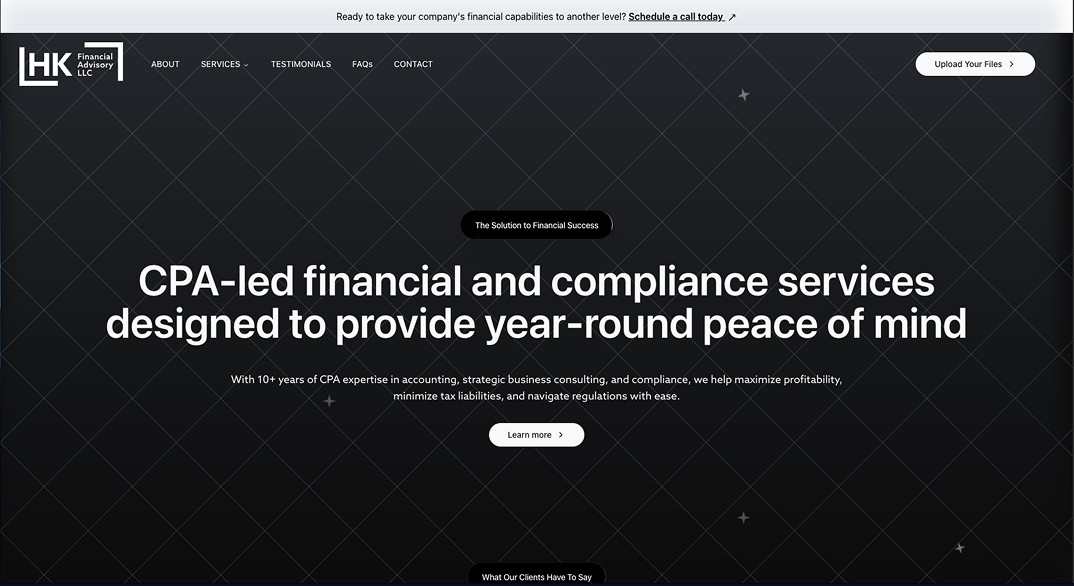 Ready to take your company's financial capabilities to another level? Schedule a call today ↗
HK Financial
Advisory
LLC
ABOUT SERVICES TESTIMONIALS FAQs CONTACT Upload Your Files
The Solution to Financial Success
CPA-led financial and compliance services
designed to provide year-round peace of mind
With 10+ years of CPA expertise in accounting, strategic business consulting, and compliance, we help maximize profitability,
minimize tax liabilities, and navigate regulations with ease.
Learn more
What Our Clients Have To Say